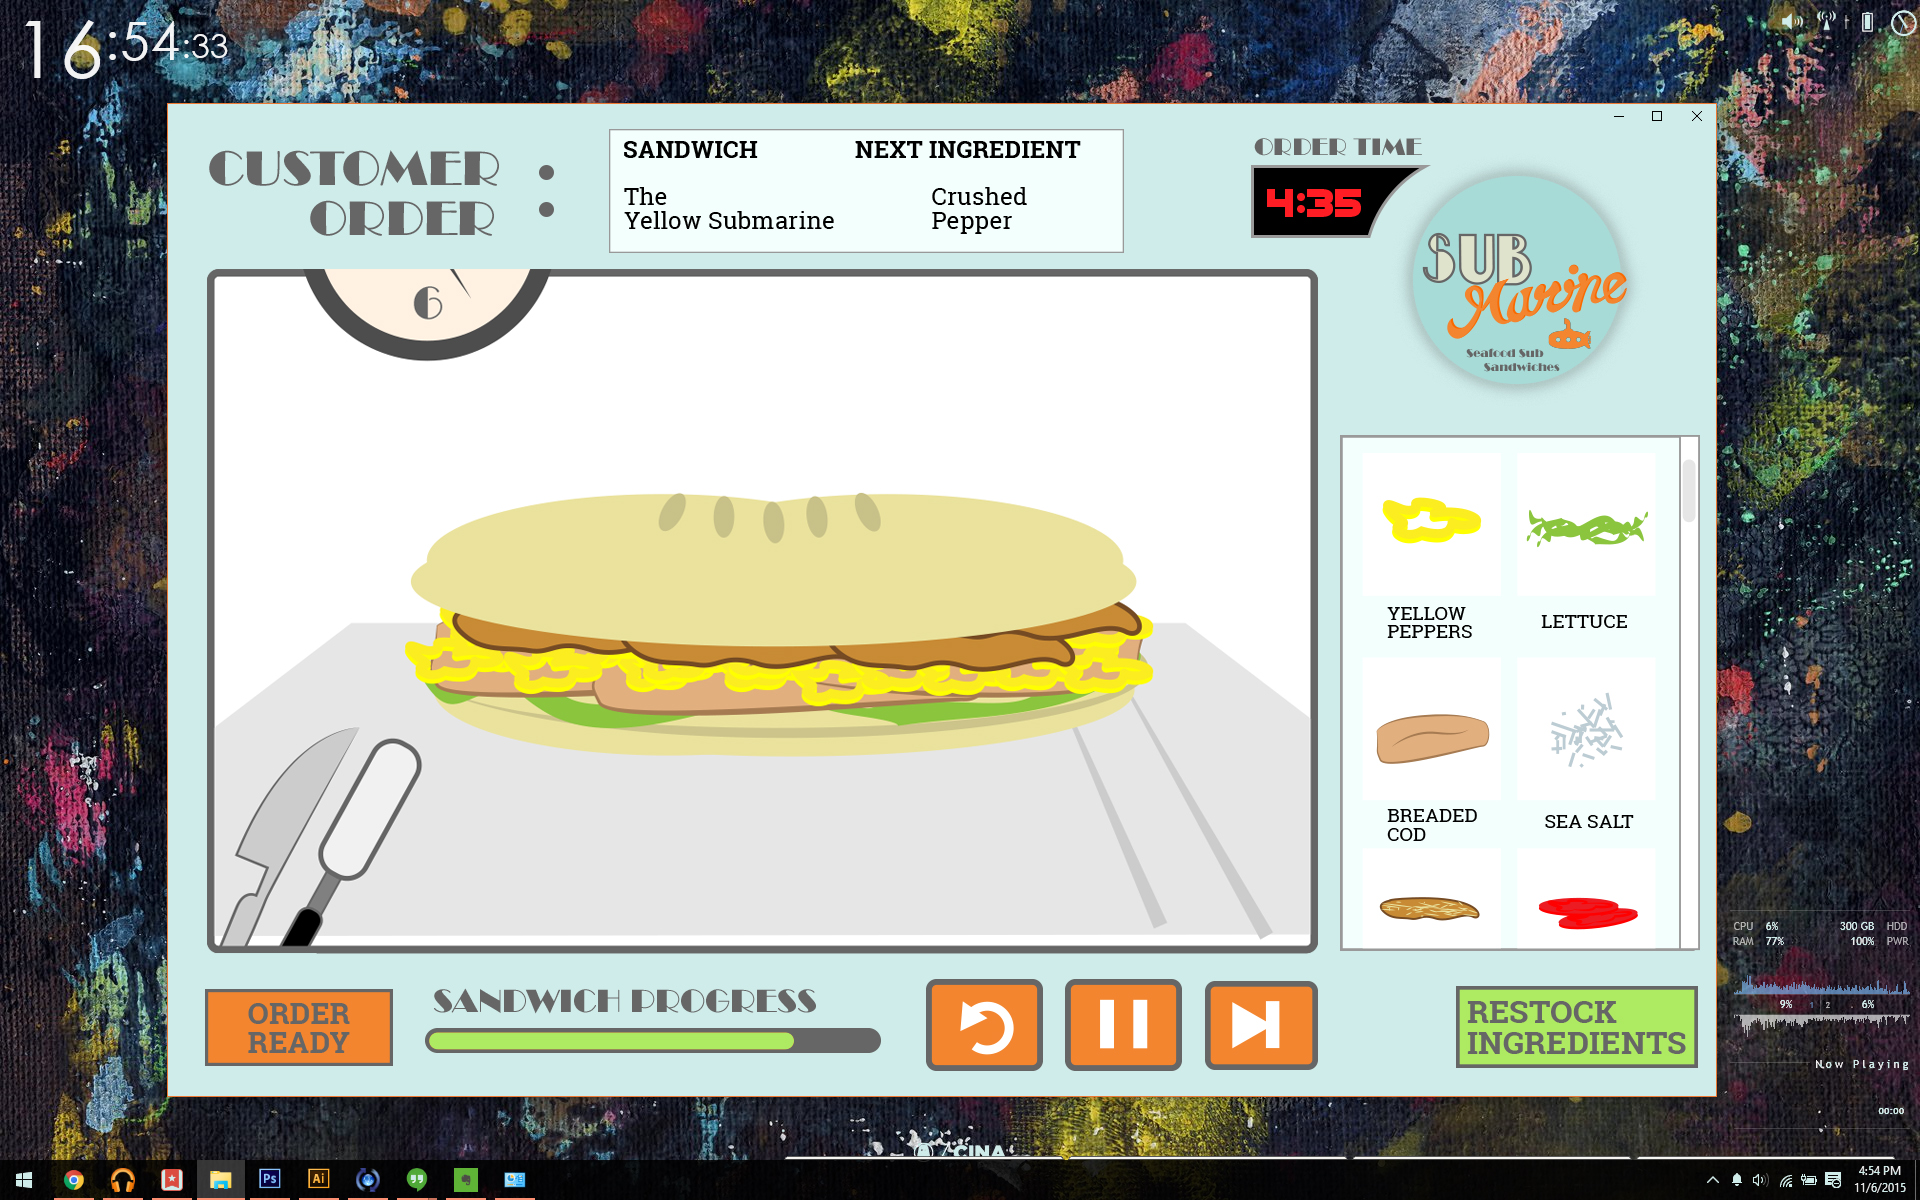 16:54:33
CUSTOMER
ORDER
:
SANDWICH
NEXT INGREDIENT
The
Yellow Submarine
Crushed
Pepper
ORDER TIME
4:35
SUB
Marine
Seafood Sub
Sandwiches
6
YELLOW
PEPPERS
LETTUCE
BREADED
COD
SEA SALT
ORDER
READY
SANDWICH PROGRESS
RESTOCK
INGREDIENTS
CPU 6% 300 GB HDD
RAM 77% 100% PWR
9% 1 2 6%
Now Playing
00:00
Ps
Ai
4:54 PM
11/6/2015